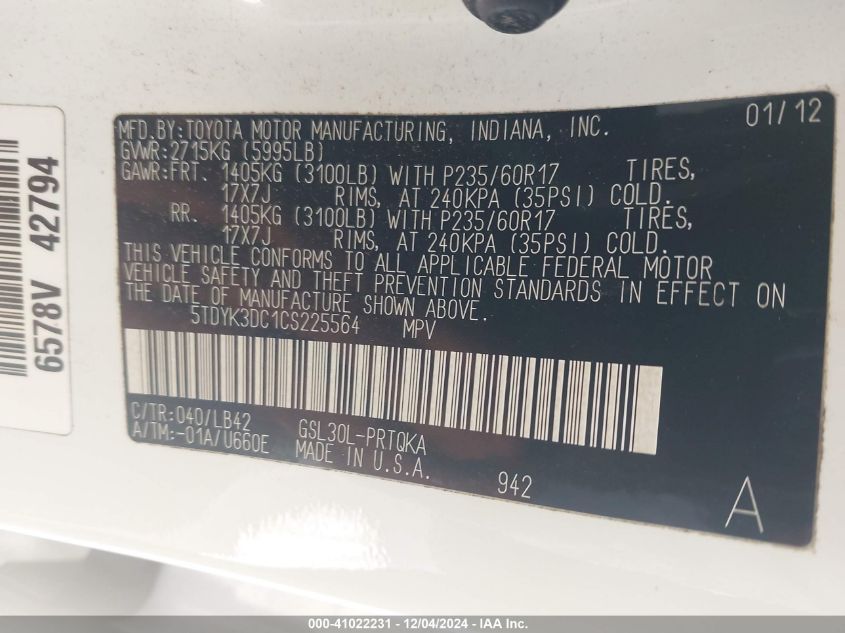 MFD. BY: TOYOTA MOTOR MANUFACTURING, INDIANA, INC. 01/12
GVWR: 2715KG (5995LB)
GAWR: FRT. 1405KG (3100LB) WITH P235/60R17 TIRES,
17X7J RIMS, AT 240KPA (35PSI) COLD.
RR. 1405KG (3100LB) WITH P235/60R17 TIRES,
17X7J RIMS, AT 240KPA (35PSI) COLD.
THIS VEHICLE CONFORMS TO ALL APPLICABLE FEDERAL MOTOR
VEHICLE SAFETY AND THEFT PREVENTION STANDARDS IN EFFECT ON
THE DATE OF MANUFACTURE SHOWN ABOVE.
5TDYK3DC1CS225564 MPV
C/TR: 040/LB42 GSL30L-PRTQKA
A/TM: -01A/U660E MADE IN U.S.A.
942
A
6578V 42794
000-41022231 - 12/04/2024 - IAA Inc.